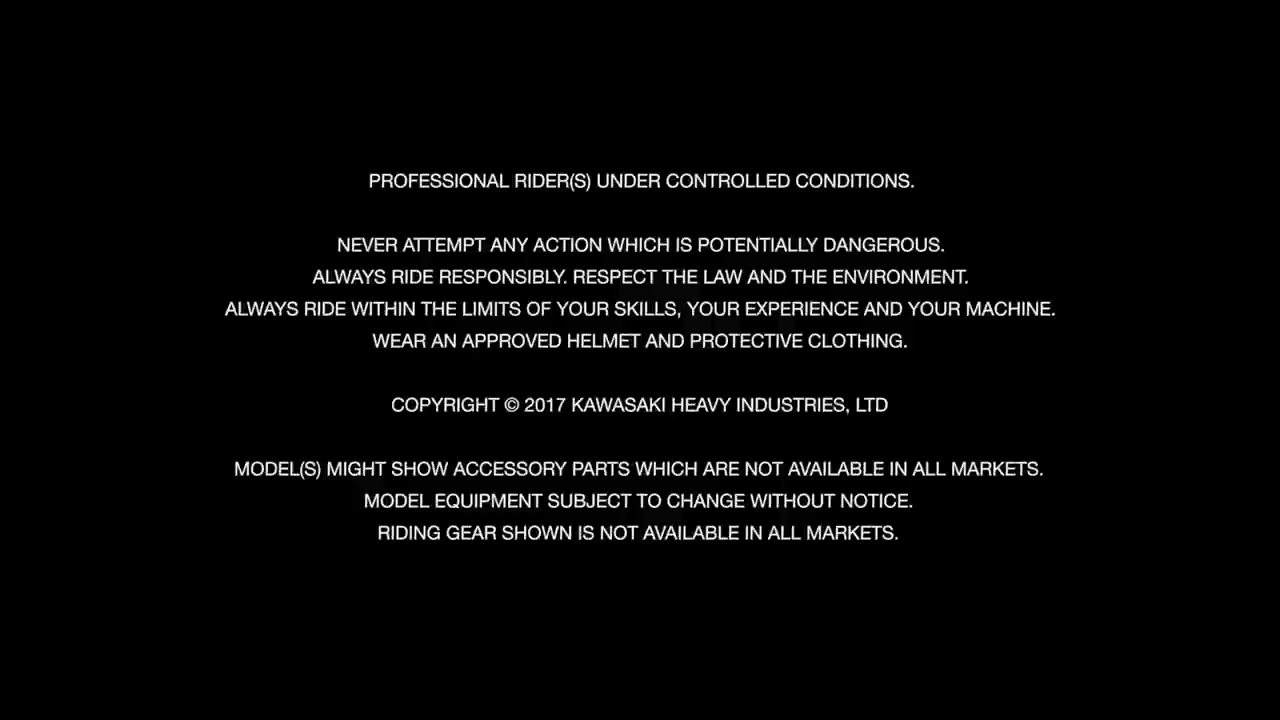 PROFESSIONAL RIDER(S) UNDER CONTROLLED CONDITIONS.
NEVER ATTEMPT ANY ACTION WHICH IS POTENTIALLY DANGEROUS.
ALWAYS RIDE RESPONSIBLY. RESPECT THE LAW AND THE ENVIRONMENT.
ALWAYS RIDE WITHIN THE LIMITS OF YOUR SKILLS, YOUR EXPERIENCE AND YOUR MACHINE.
WEAR AN APPROVED HELMET AND PROTECTIVE CLOTHING.
COPYRIGHT © 2017 KAWASAKI HEAVY INDUSTRIES, LTD
MODEL(S) MIGHT SHOW ACCESSORY PARTS WHICH ARE NOT AVAILABLE IN ALL MARKETS.
MODEL EQUIPMENT SUBJECT TO CHANGE WITHOUT NOTICE.
RIDING GEAR SHOWN IS NOT AVAILABLE IN ALL MARKETS.